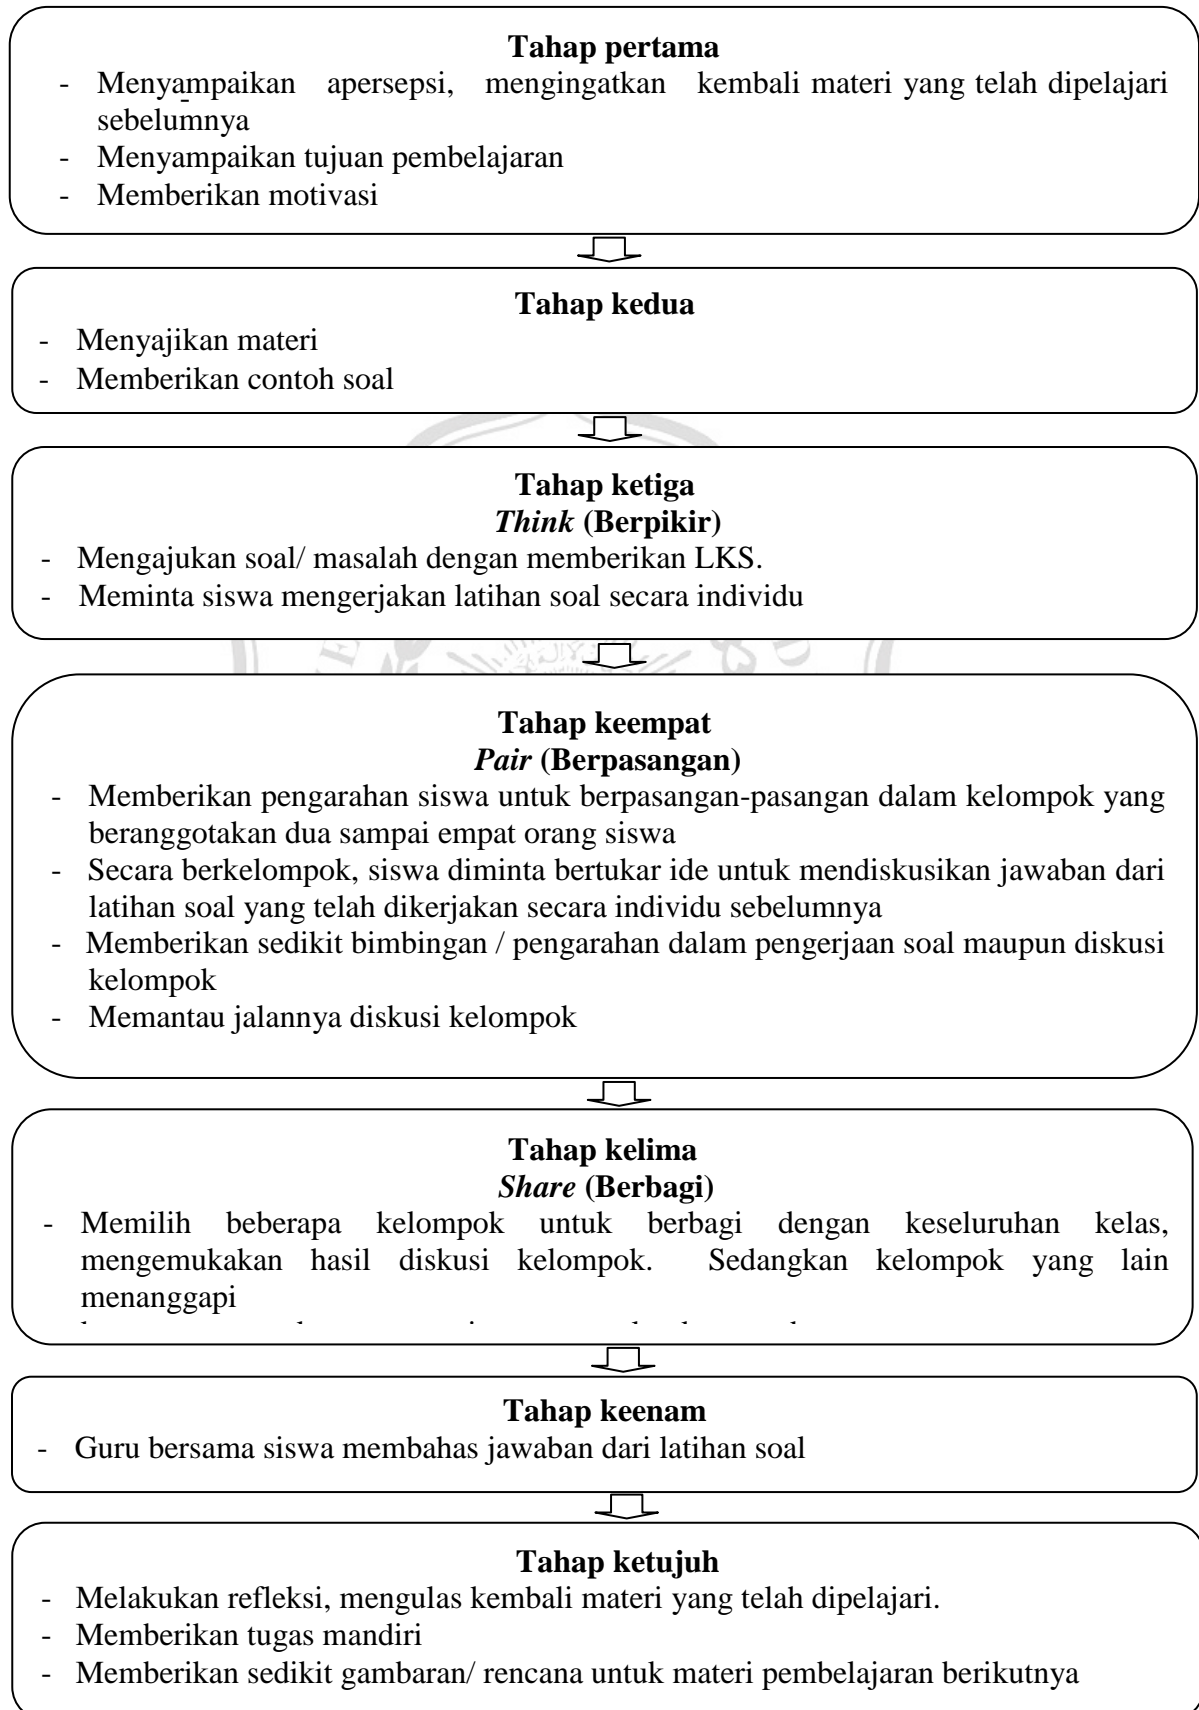 Tahap pertama
- Menyampaikan apersepsi, mengingatkan kembali materi yang telah dipelajari
sebelumnya
- Menyampaikan tujuan pembelajaran
- Memberikan motivasi
Tahap kedua
- Menyajikan materi
- Memberikan contoh soal
Tahap ketiga
Think (Berpikir)
- Mengajukan soal/ masalah dengan memberikan LKS.
- Meminta siswa mengerjakan latihan soal secara individu
Tahap keempat
Pair (Berpasangan)
- Memberikan pengarahan siswa untuk berpasangan-pasangan dalam kelompok yang
beranggotakan dua sampai empat orang siswa
- Secara berkelompok, siswa diminta bertukar ide untuk mendiskusikan jawaban dari
latihan soal yang telah dikerjakan secara individu sebelumnya
- Memberikan sedikit bimbingan / pengarahan dalam pengerjaan soal maupun diskusi
kelompok
- Memantau jalannya diskusi kelompok
Tahap kelima
Share (Berbagi)
- Memilih beberapa kelompok untuk berbagi dengan keseluruhan kelas,
mengemukakan hasil diskusi kelompok. Sedangkan kelompok yang lain
menanggapi
Tahap keenam
- Guru bersama siswa membahas jawaban dari latihan soal
Tahap ketujuh
- Melakukan refleksi, mengulas kembali materi yang telah dipelajari.
- Memberikan tugas mandiri
- Memberikan sedikit gambaran/ rencana untuk materi pembelajaran berikutnya